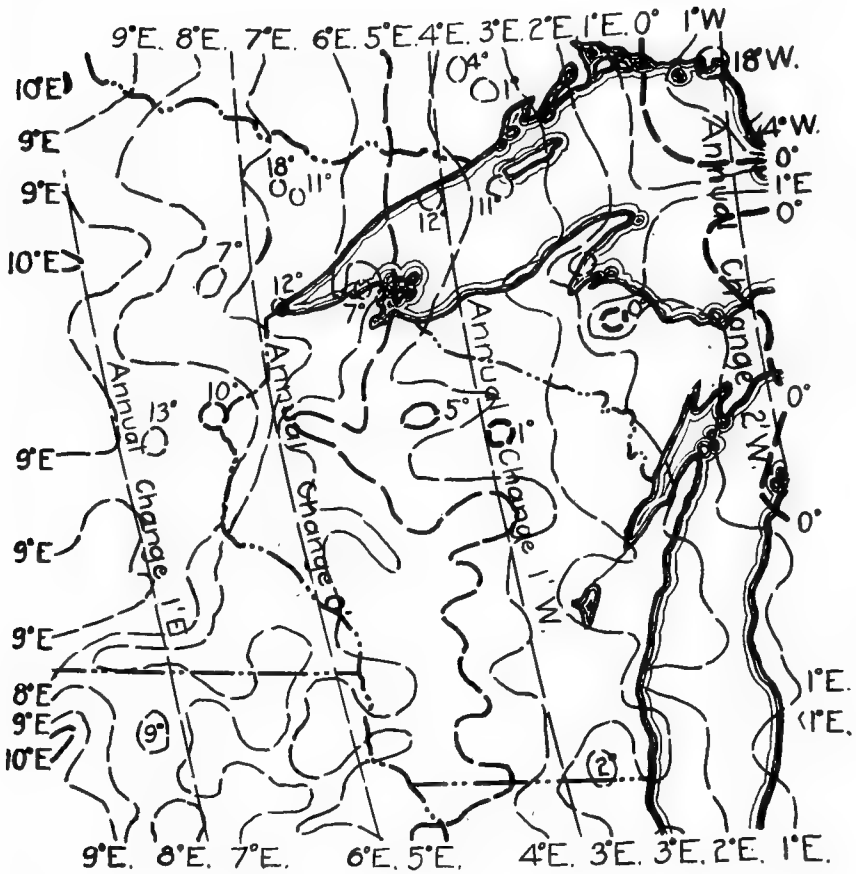 9°E. 8°E. 7°E. 6°E. 5°E. 4°E. 3°E. 2°E. 1°E. 0° 1°W
4° 18°W.
10°E 1°
4°W.
9°E 0°
18° 11° 1°E
9°E 12° 11° 0°
10°E 7°
12°
Annual Change 1'E
Annual Change 0'
Annual Change 1'W.
Annual Change 2'W.
0°
13° 10° 5° 1°
9°E
0°
9°E
9°E
8°E 1°E.
9°E 9° <1°E.
10°E 2°
9°E. 8°E. 7°E. 6°E. 5°E. 4°E. 3°E. 3°E. 2°E. 1°E.